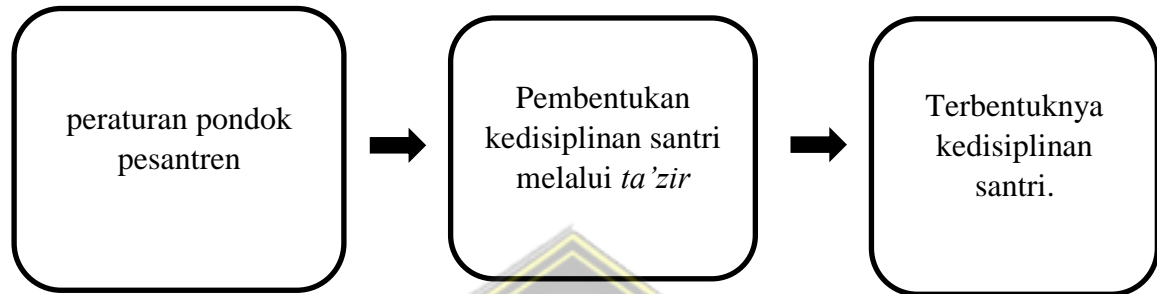 peraturan pondok
pesantren
Pembentukan
kedisiplinan santri
melalui ta’zir
Terbentuknya
kedisiplinan
santri.